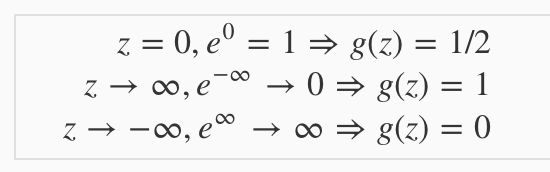 z = 0, e⁰ = 1 ⇒ g(z) = 1/2
z → ∞, e⁻∞ → 0 ⇒ g(z) = 1
z → −∞, e^∞ → ∞ ⇒ g(z) = 0